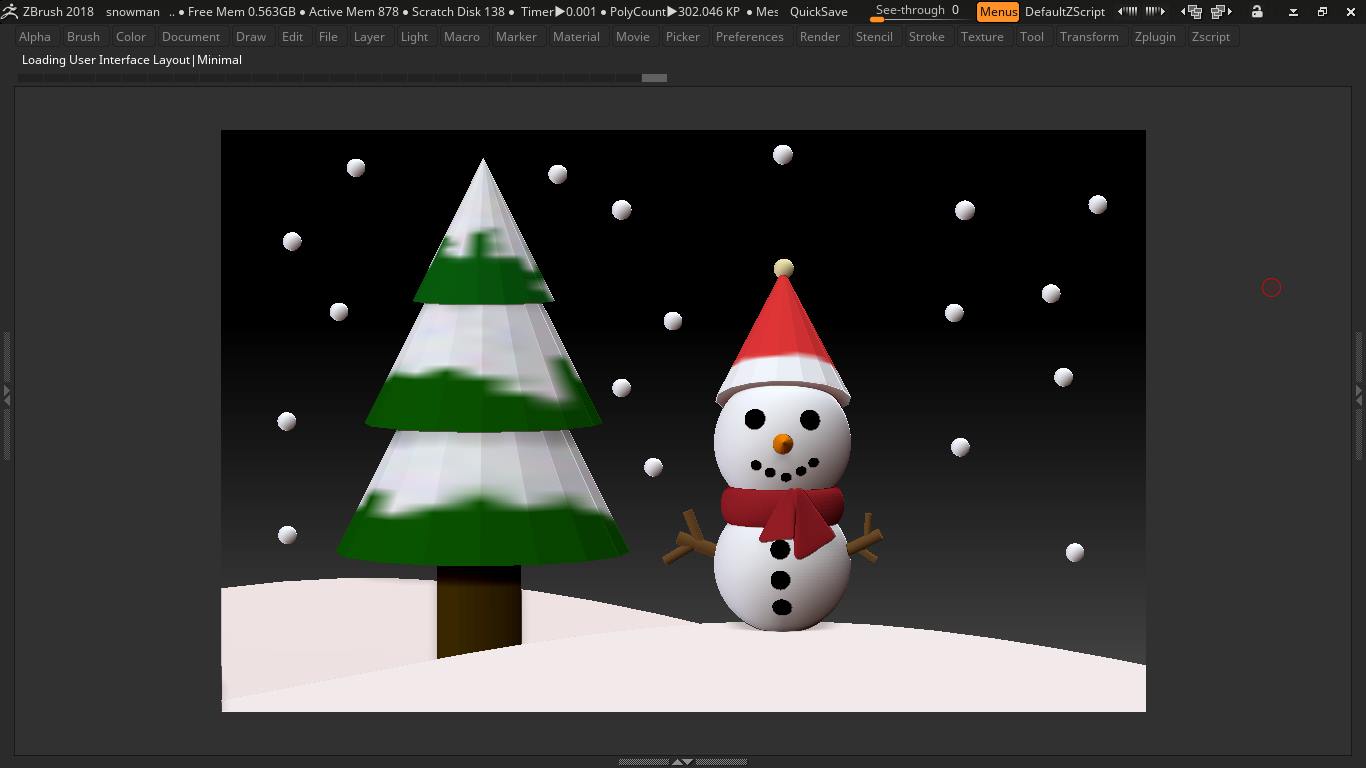 ZBrush 2018 snowman .. ● Free Mem 0.563GB ● Active Mem 878 ● Scratch Disk 138 ● Timer▶0.001 ● PolyCount▶302.046 KP ● Mes QuickSave See-through 0 Menus DefaultZScript
Alpha Brush Color Document Draw Edit File Layer Light Macro Marker Material Movie Picker Preferences Render Stencil Stroke Texture Tool Transform Zplugin Zscript
Loading User Interface Layout|Minimal